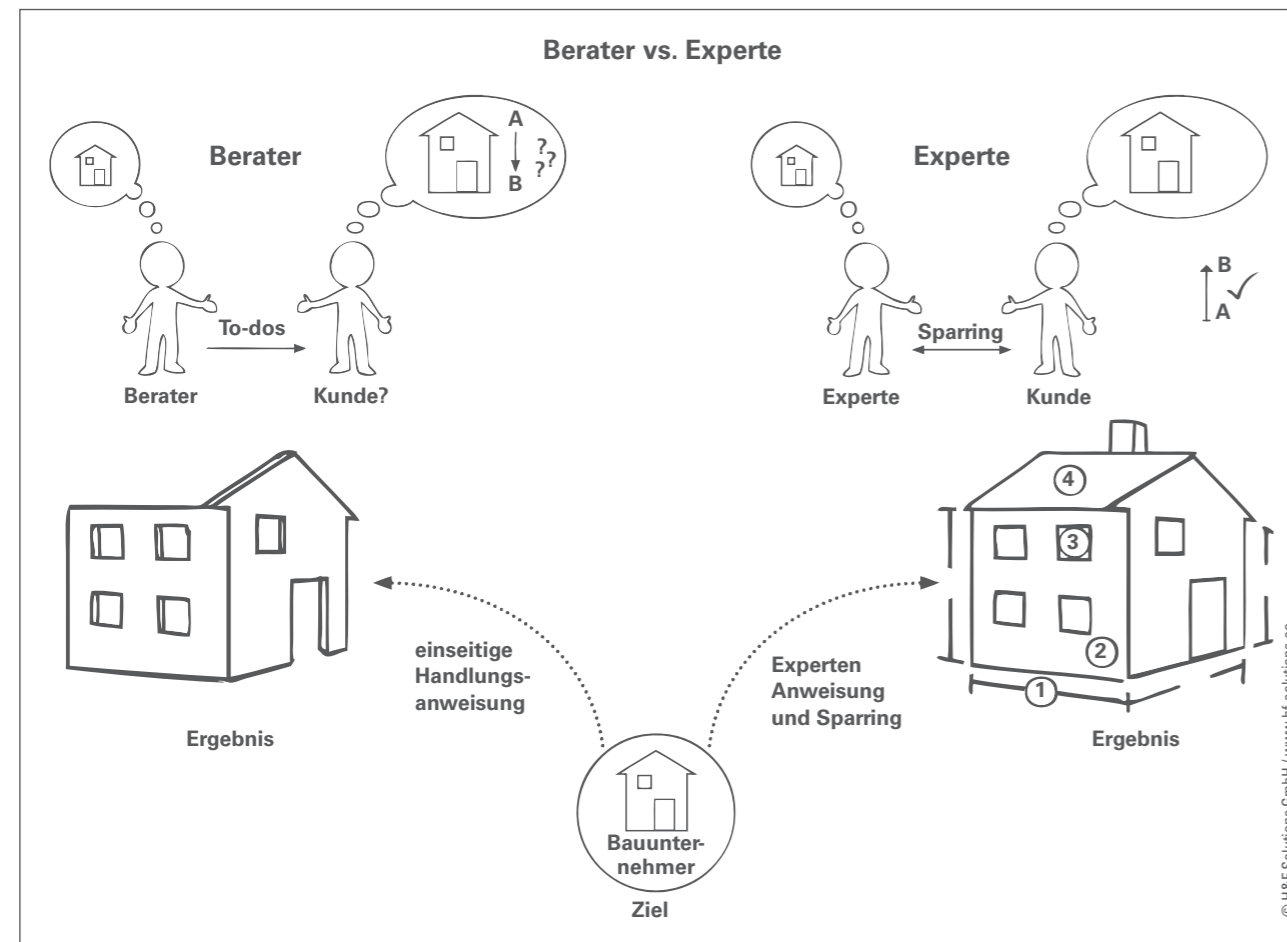 Berater vs. Experte
Berater
A
B
?
?
?
To-dos
Berater
Kunde?
Experte
B
A
Sparring
Experte
Kunde
einseitige
Handlungs-
anweisung
Ergebnis
Experten
Anweisung
und Sparring
4
3
2
1
Ergebnis
Bauunter-
nehmer
Ziel